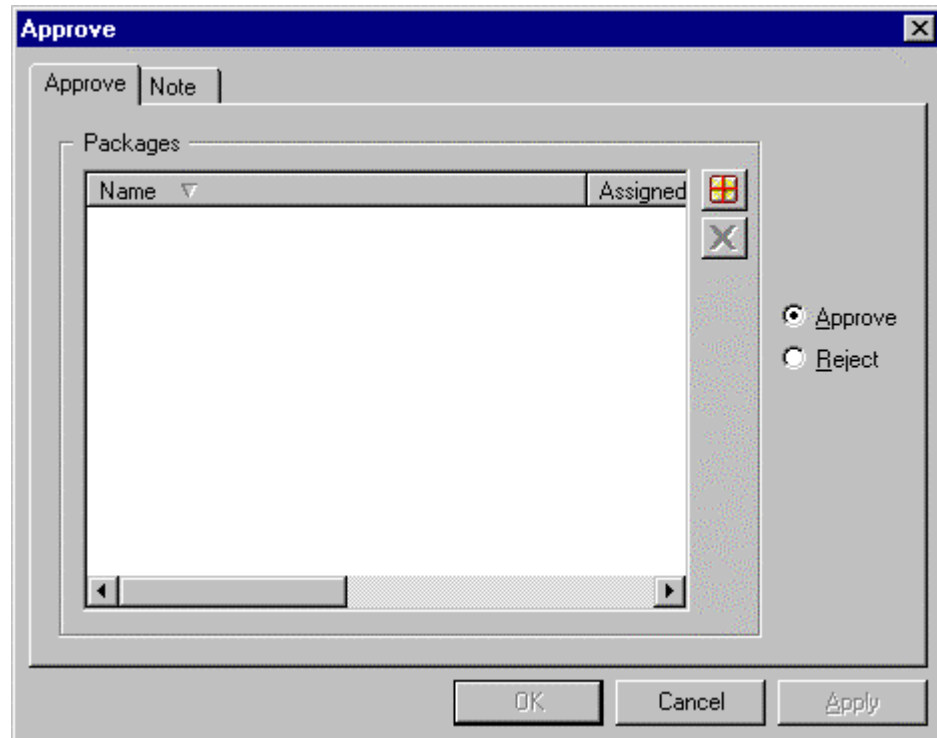 Approve
Approve Note
Packages
Name Assigned
Approve
Reject
OK Cancel Apply